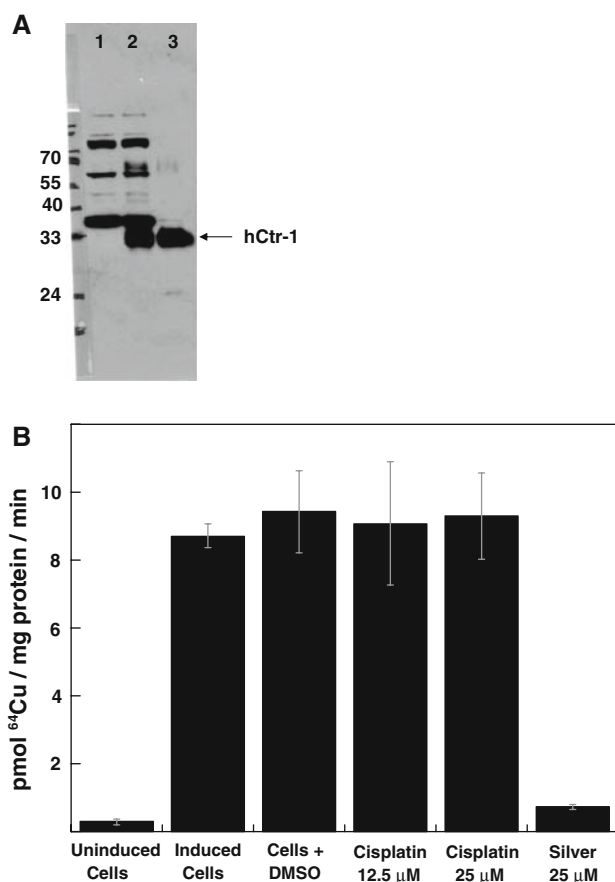 A
1 2 3
70
55
40
33
hCtr-1
24
B
pmol ⁶⁴Cu / mg protein / min
10
8
6
4
2
Uninduced Cells
Induced Cells
Cells + DMSO
Cisplatin 12.5 µM
Cisplatin 25 µM
Silver 25 µM